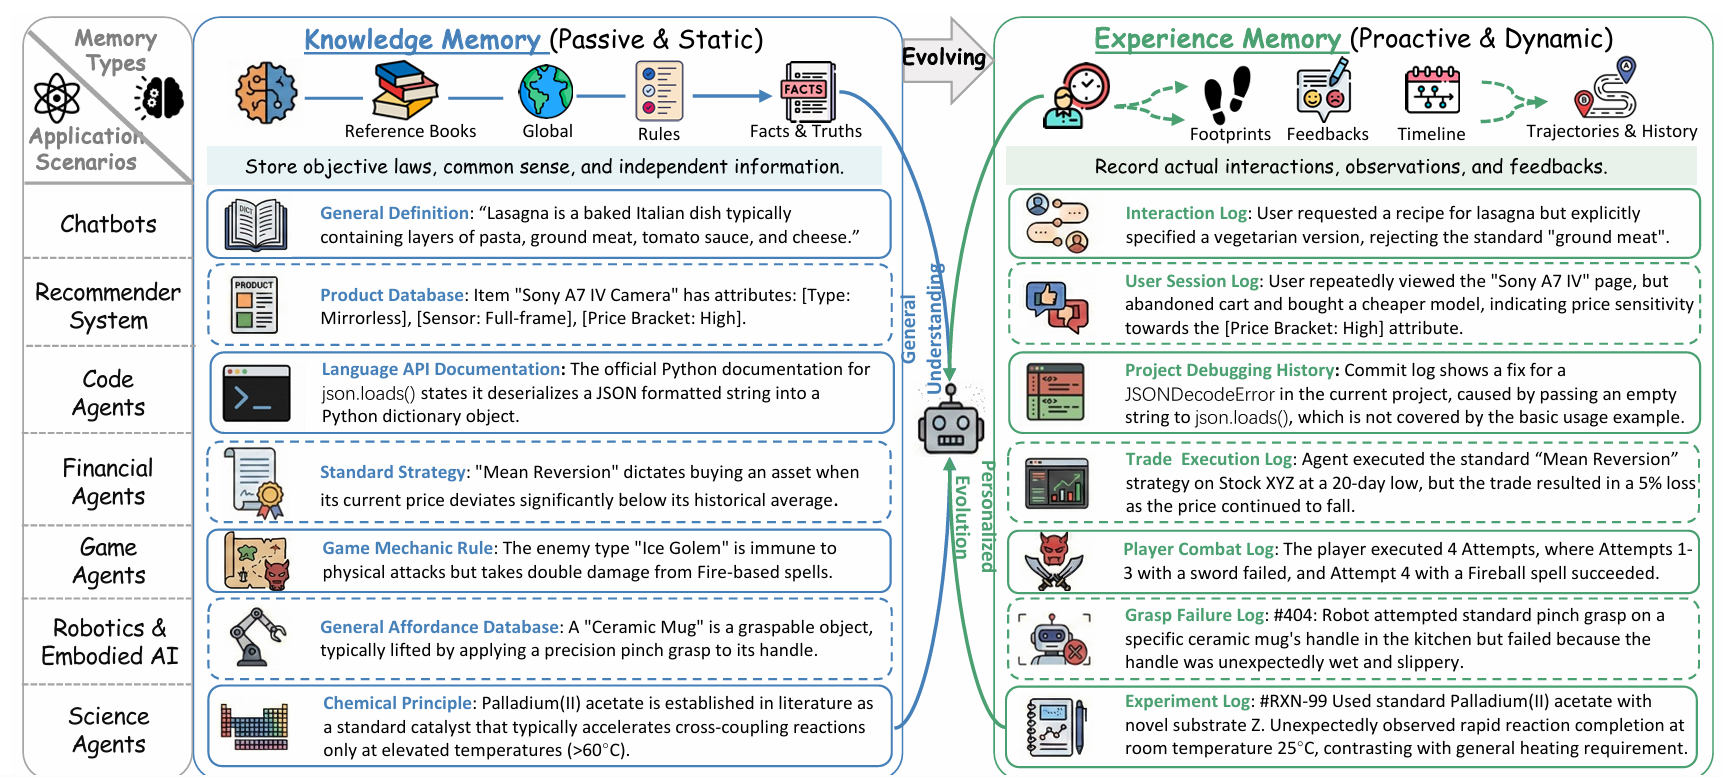 Memory
Types
Application
Scenarios
Knowledge Memory (Passive & Static)
Reference Books
Global
Rules
FACTS
Facts & Truths
Store objective laws, common sense, and independent information.
Evolving
Experience Memory (Proactive & Dynamic)
Footprints
Feedbacks
Timeline
A
B
Trajectories & History
Record actual interactions, observations, and feedbacks.
Chatbots
DICT
General Definition: “Lasagna is a baked Italian dish typically
containing layers of pasta, ground meat, tomato sauce, and cheese.”
Interaction Log: User requested a recipe for lasagna but explicitly
specified a vegetarian version, rejecting the standard "ground meat".
Recommender
System
PRODUCT
Product Database: Item "Sony A7 IV Camera" has attributes: [Type:
Mirrorless], [Sensor: Full-frame], [Price Bracket: High].
User Session Log: User repeatedly viewed the "Sony A7 IV" page, but
abandoned cart and bought a cheaper model, indicating price sensitivity
towards the [Price Bracket: High] attribute.
General
Understanding
Code
Agents
Language API Documentation: The official Python documentation for
json.loads() states it deserializes a JSON formatted string into a
Python dictionary object.
Project Debugging History: Commit log shows a fix for a
JSONDecodeError in the current project, caused by passing an empty
string to json.loads(), which is not covered by the basic usage example.
Financial
Agents
Standard Strategy: "Mean Reversion" dictates buying an asset when
its current price deviates significantly below its historical average.
Personalized
Evolution
Trade Execution Log: Agent executed the standard “Mean Reversion”
strategy on Stock XYZ at a 20-day low, but the trade resulted in a 5% loss
as the price continued to fall.
Game
Agents
Game Mechanic Rule: The enemy type "Ice Golem" is immune to
physical attacks but takes double damage from Fire-based spells.
Player Combat Log: The player executed 4 Attempts, where Attempts 1-
3 with a sword failed, and Attempt 4 with a Fireball spell succeeded.
Robotics &
Embodied AI
General Affordance Database: A "Ceramic Mug" is a graspable object,
typically lifted by applying a precision pinch grasp to its handle.
Grasp Failure Log: #404: Robot attempted standard pinch grasp on a
specific ceramic mug's handle in the kitchen but failed because the
handle was unexpectedly wet and slippery.
Science
Agents
Chemical Principle: Palladium(II) acetate is established in literature as
a standard catalyst that typically accelerates cross-coupling reactions
only at elevated temperatures (>60°C).
Experiment Log: #RXN-99 Used standard Palladium(II) acetate with
novel substrate Z. Unexpectedly observed rapid reaction completion at
room temperature 25°C, contrasting with general heating requirement.